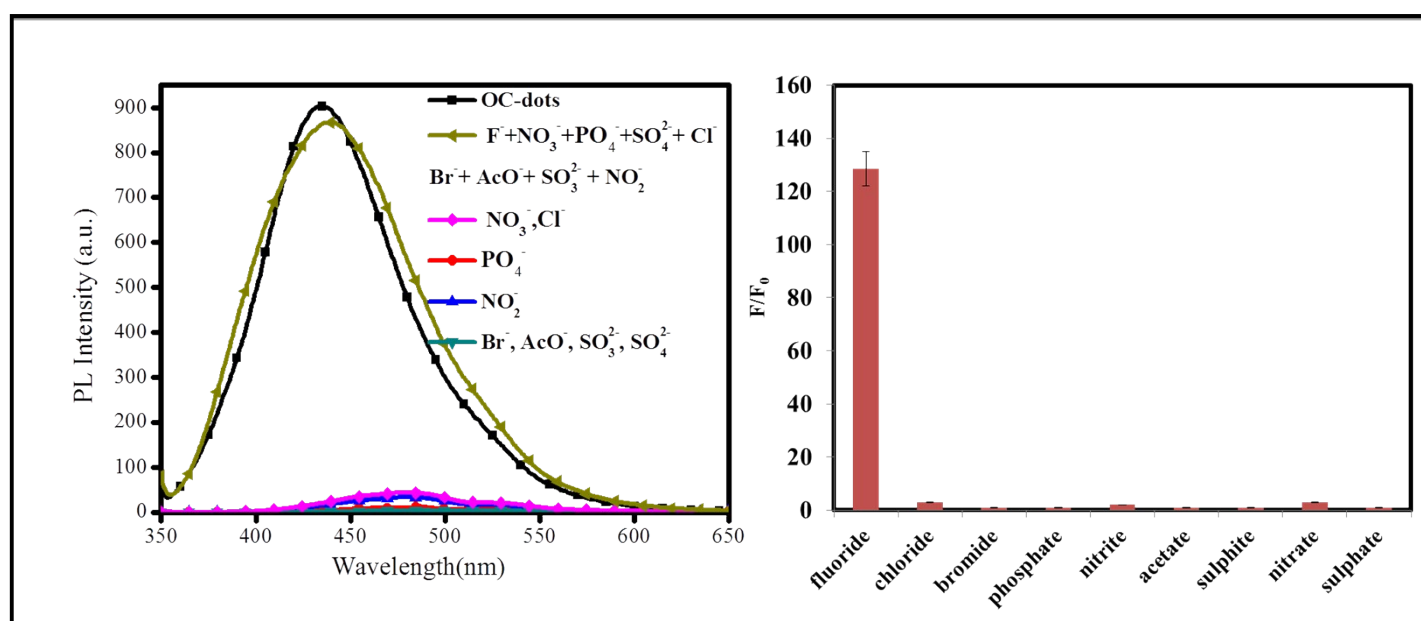 900
800
700
600
500
400
300
200
100
0
PL Intensity (a.u.)
350 400 450 500 550 600 650
Wavelength(nm)
OC-dots
F⁻+NO₃⁻+PO₄⁻+SO₄²⁻+ Cl⁻
Br⁻+ AcO⁻+ SO₃²⁻ + NO₂⁻
NO₃⁻,Cl⁻
PO₄⁻
NO₂⁻
Br⁻, AcO⁻, SO₃²⁻, SO₄²⁻
160
140
120
100
80
60
40
20
0
F/F₀
fluoride
chloride
bromide
phosphate
nitrite
acetate
sulphite
nitrate
sulphate